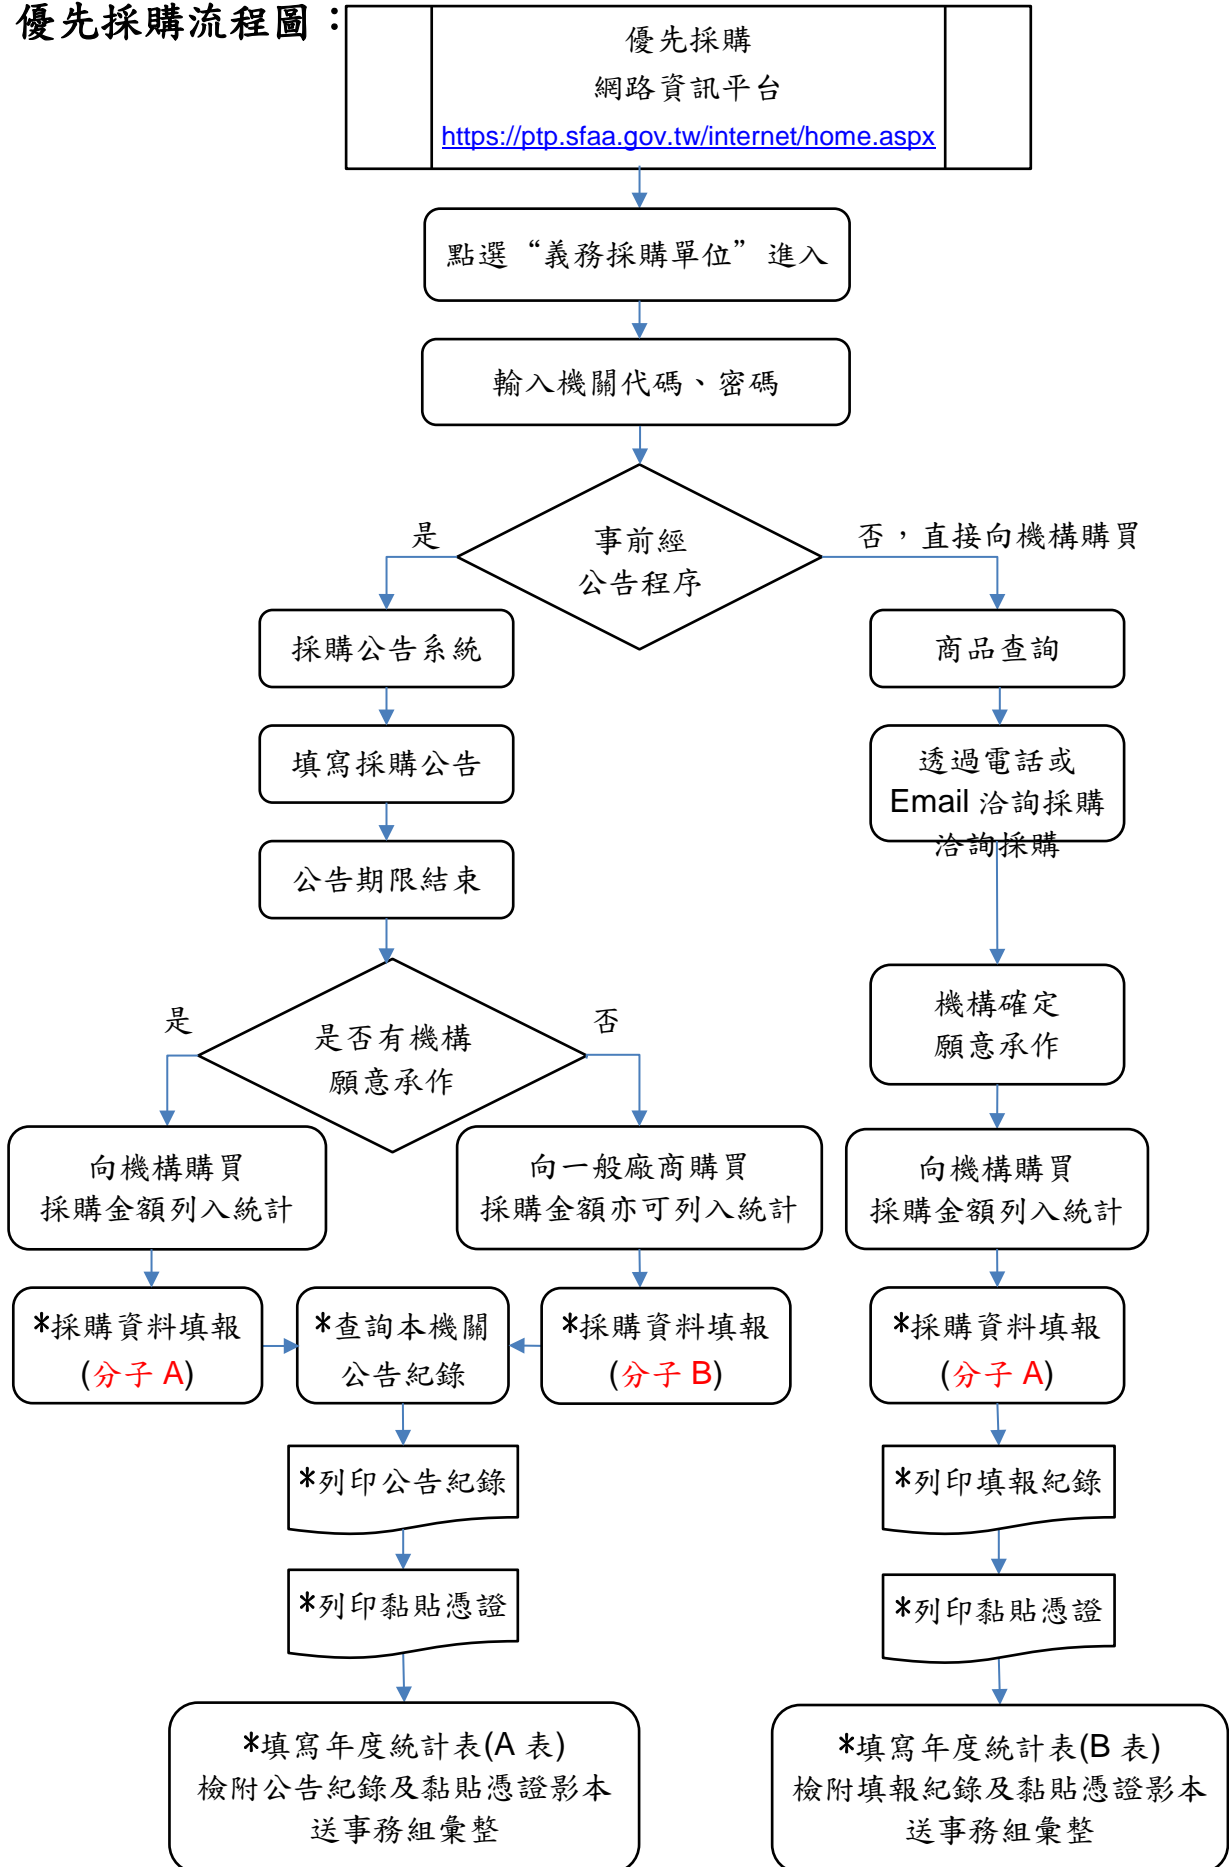 優先採購流程圖：
優先採購
網路資訊平台
https://ptp.sfaa.gov.tw/internet/home.aspx
點選“義務採購單位”進入
輸入機關代碼、密碼
事前經
公告程序
是
否，直接向機構購買
採購公告系統
填寫採購公告
公告期限結束
商品查詢
透過電話或
Email 洽詢採購
洽詢採購
是否有機構
願意承作
是
否
機構確定
願意承作
向機構購買
採購金額列入統計
向一般廠商購買
採購金額亦可列入統計
向機構購買
採購金額列入統計
*採購資料填報
(分子 A)
*查詢本機關
公告紀錄
*採購資料填報
(分子 B)
*採購資料填報
(分子 A)
*列印公告紀錄
*列印填報紀錄
*列印黏貼憑證
*列印黏貼憑證
*填寫年度統計表(A 表)
檢附公告紀錄及黏貼憑證影本
送事務組彙整
*填寫年度統計表(B 表)
檢附填報紀錄及黏貼憑證影本
送事務組彙整